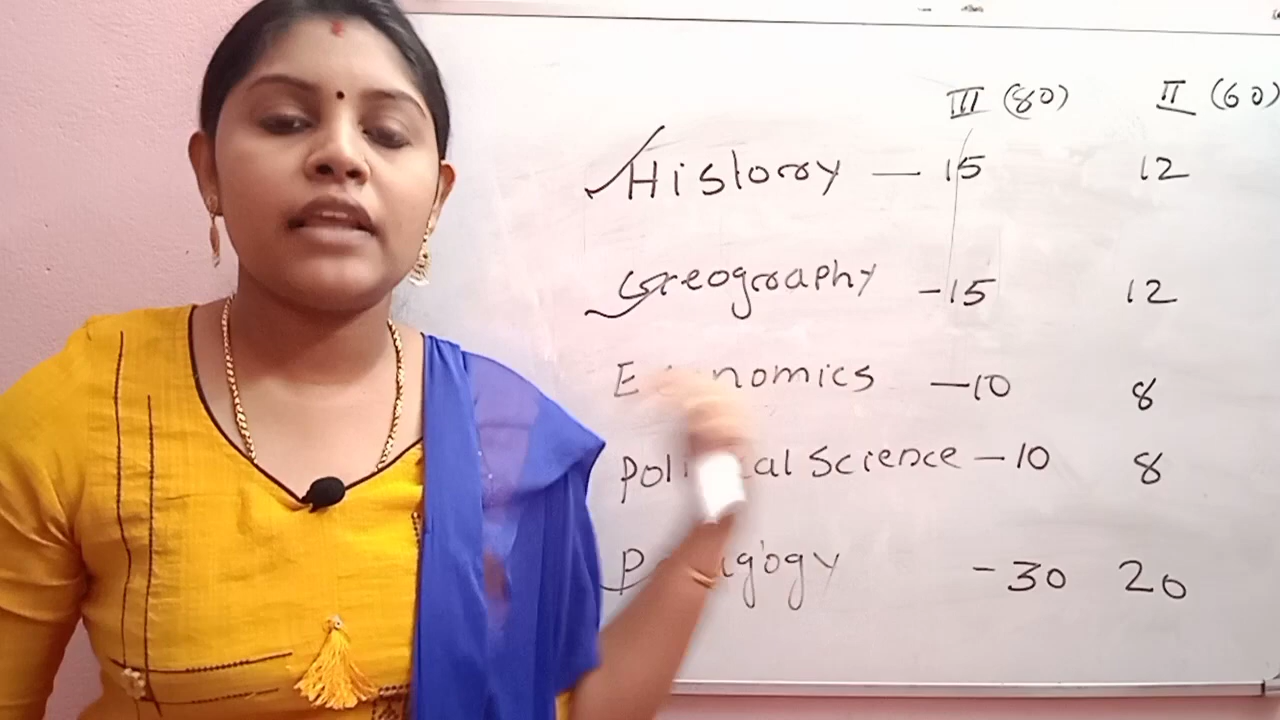 III (80) II (60)
History — 15 12
Geography - 15 12
E nomics — 10 8
Poli al Science - 10 8
P gogy - 30 20